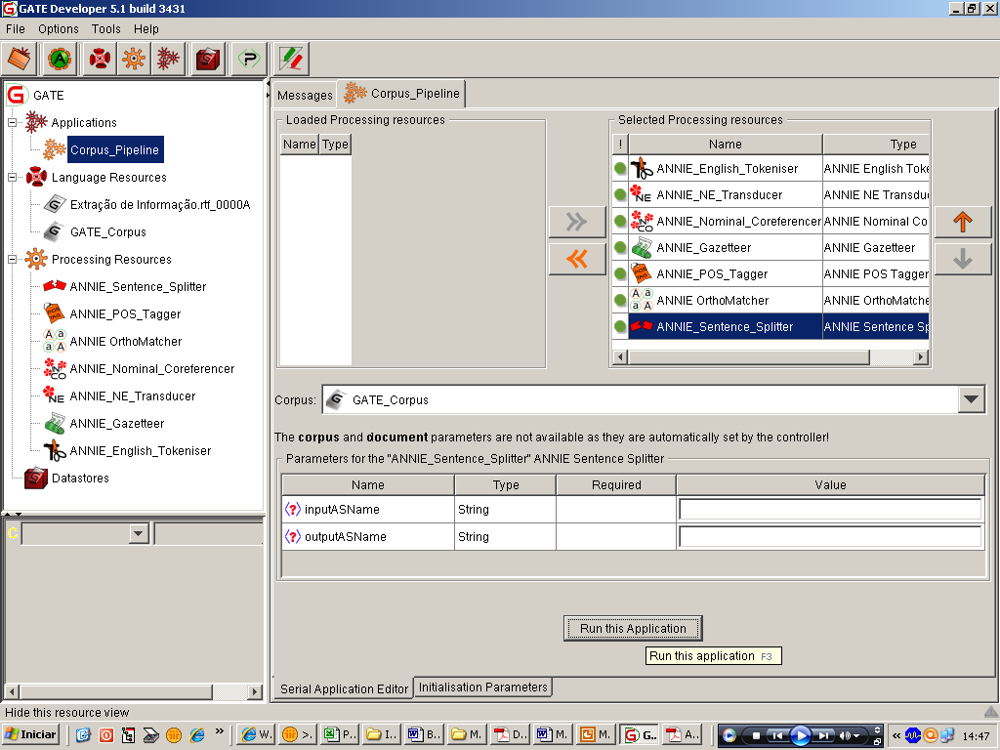 GATE Developer 5.1 build 3431
File Options Tools Help
GATE
Applications
Corpus_Pipeline
Language Resources
Extração de Informação.rtf_0000A
GATE_Corpus
Processing Resources
ANNIE_Sentence_Splitter
ANNIE_POS_Tagger
ANNIE OrthoMatcher
ANNIE_Nominal_Coreferencer
ANNIE_NE_Transducer
ANNIE_Gazetteer
ANNIE_English_Tokeniser
Datastores
Messages Corpus_Pipeline
Loaded Processing resources
Name Type
Selected Processing resources
! Name Type
ANNIE_English_Tokeniser ANNIE English Toke
ANNIE_NE_Transducer ANNIE NE Transdu
ANNIE_Nominal_Coreferencer ANNIE Nominal Co
ANNIE_Gazetteer ANNIE Gazetteer
ANNIE_POS_Tagger ANNIE POS Tagger
ANNIE OrthoMatcher ANNIE OrthoMatche
ANNIE_Sentence_Splitter ANNIE Sentence Sp
Corpus: GATE_Corpus
The corpus and document parameters are not available as they are automatically set by the controller!
Parameters for the "ANNIE_Sentence_Splitter" ANNIE Sentence Splitter
Name Type Required Value
<?> inputASName String
<?> outputASName String
Run this Application
Run this application F3
Serial Application Editor Initialisation Parameters
Hide this resource view
Iniciar » W. >. P.. I.. B.. M. D.. M. M. G.. A.. « 14:47